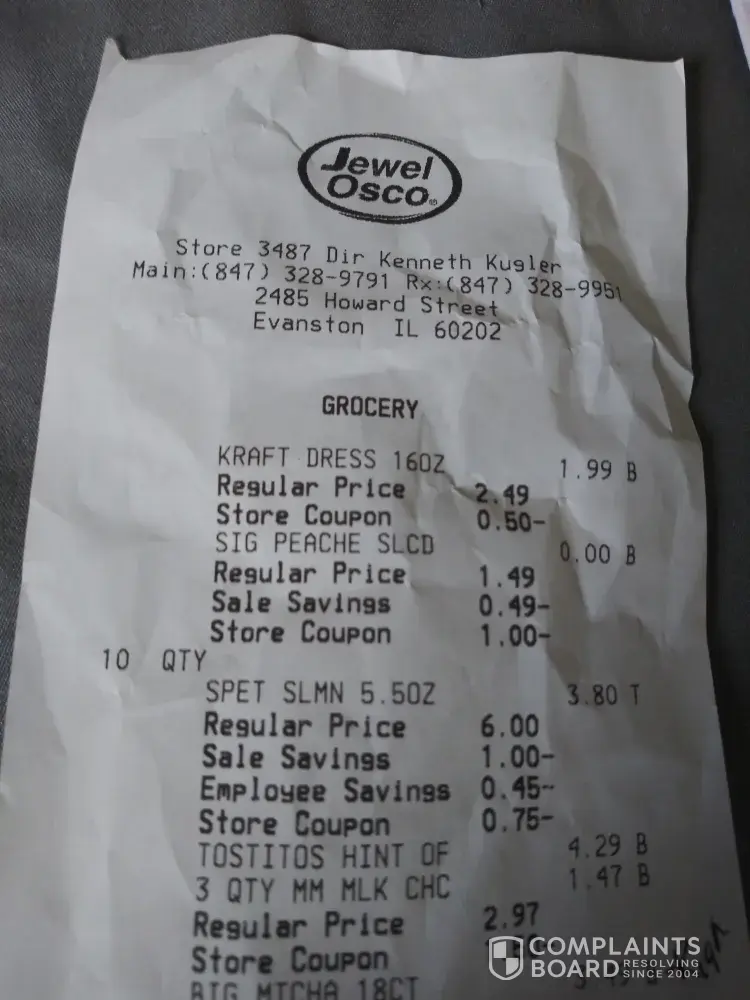 Jewel
Osco®
Store 3487 Dir Kenneth Kugler
Main:(847) 328-9791 Rx:(847) 328-9951
2485 Howard Street
Evanston IL 60202
GROCERY
KRAFT DRESS 16OZ 1.99 B
Regular Price 2.49
Store Coupon 0.50-
SIG PEACHE SLCD 0.00 B
Regular Price 1.49
Sale Savings 0.49-
Store Coupon 1.00-
10 QTY
SPET SLMN 5.5OZ 3.80 T
Regular Price 6.00
Sale Savings 1.00-
Employee Savings 0.45-
Store Coupon 0.75-
TOSTITOS HINT OF 4.29 B
3 QTY MM MLK CHC 1.47 B
Regular Price 2.97
Store Coupon
BIG MICHA 18CT
COMPLAINTS
BOARD RESOLVING
SINCE 2004